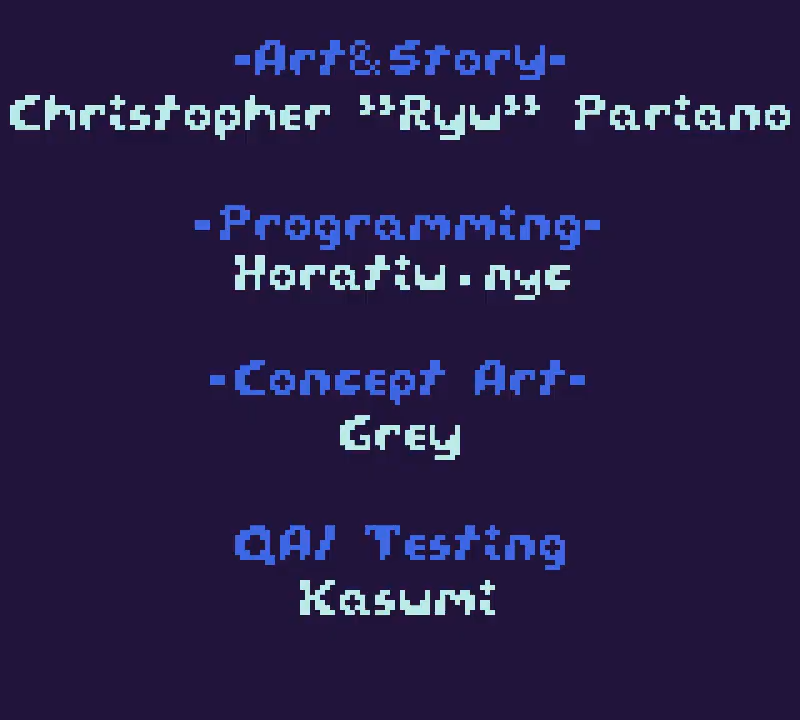 -Art&Story-
Christopher "Ryu" Pariano
-Programming-
Horatiu.nyc
-Concept Art-
Grey
QA/ Testing
Kasumi